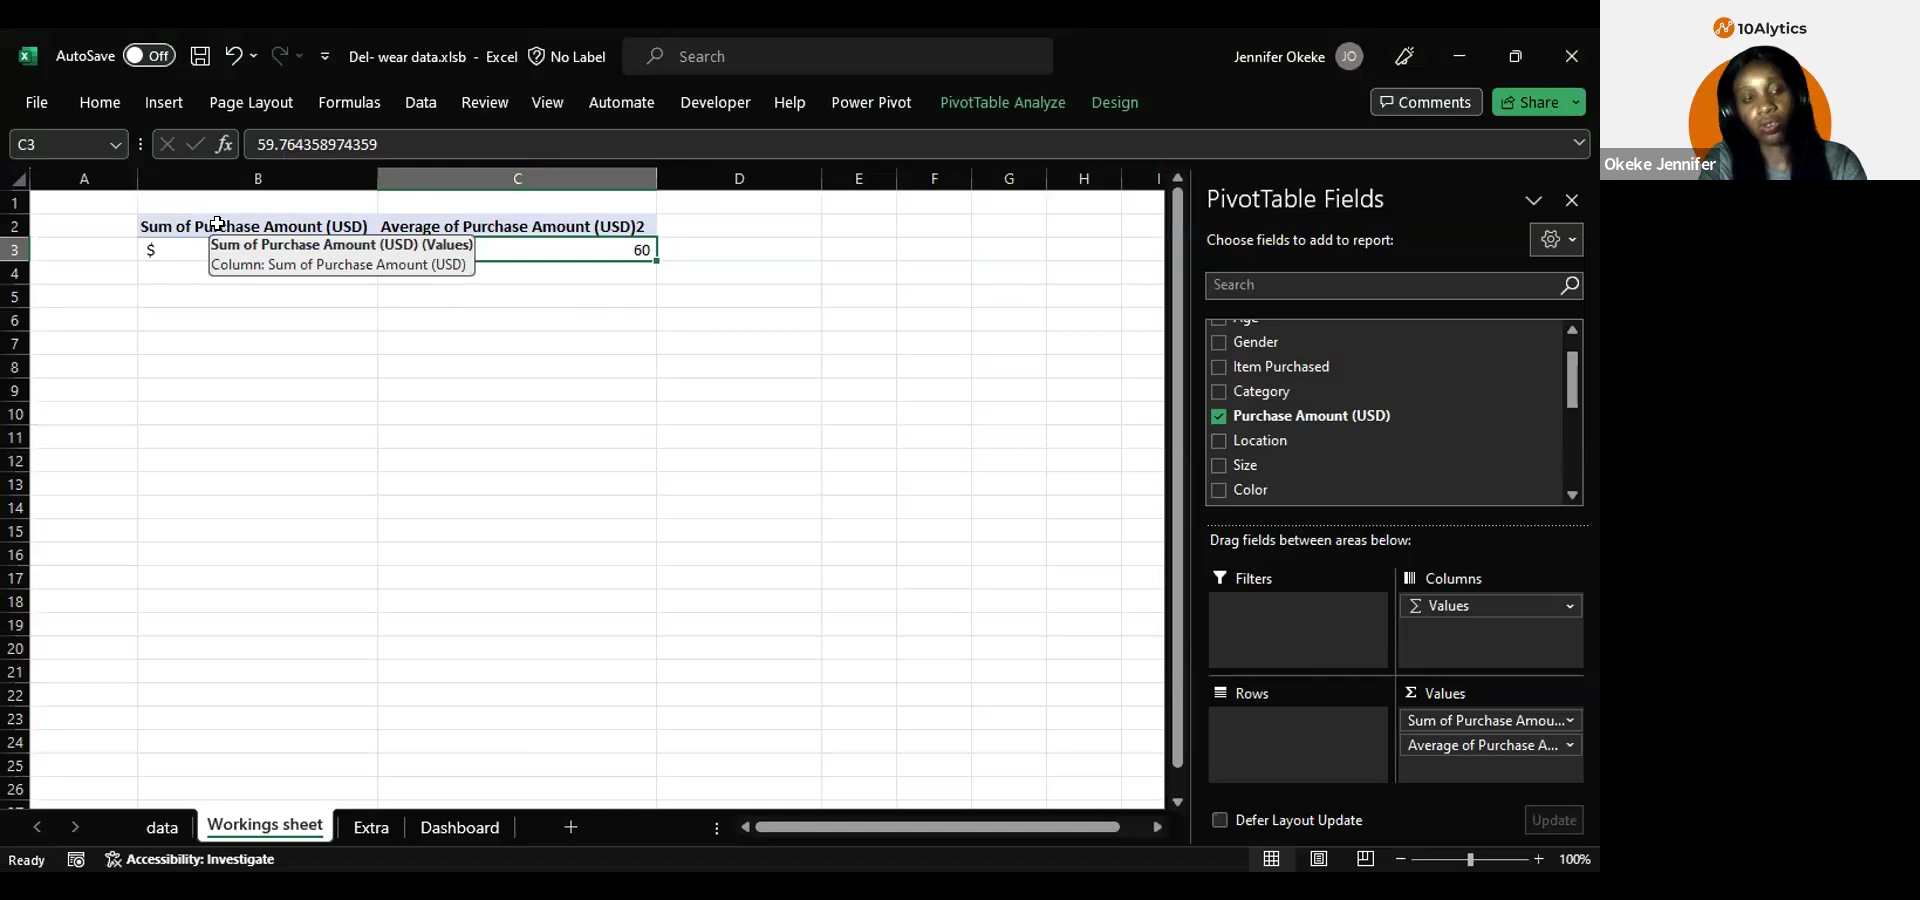 10Alytics
AutoSave Off Del- wear data.xlsb - Excel No Label Search Jennifer Okeke JO
File Home Insert Page Layout Formulas Data Review View Automate Developer Help Power Pivot PivotTable Analyze Design Comments Share
C3 fx 59.764358974359
Okeke Jennifer
A B C D E F G H I
1
2 Sum of Purchase Amount (USD) Average of Purchase Amount (USD)2
3 $ 60
Sum of Purchase Amount (USD) (Values)
Column: Sum of Purchase Amount (USD)
4
5
6
7
8
9
10
11
12
13
14
15
16
17
18
19
20
21
22
23
24
25
26
PivotTable Fields
Choose fields to add to report:
Search
Age
Gender
Item Purchased
Category
Purchase Amount (USD)
Location
Size
Color
Drag fields between areas below:
Filters
Columns
Σ Values
Rows
Σ Values
Sum of Purchase Amou...
Average of Purchase A...
Defer Layout Update Update
data Workings sheet Extra Dashboard
Ready Accessibility: Investigate 100%